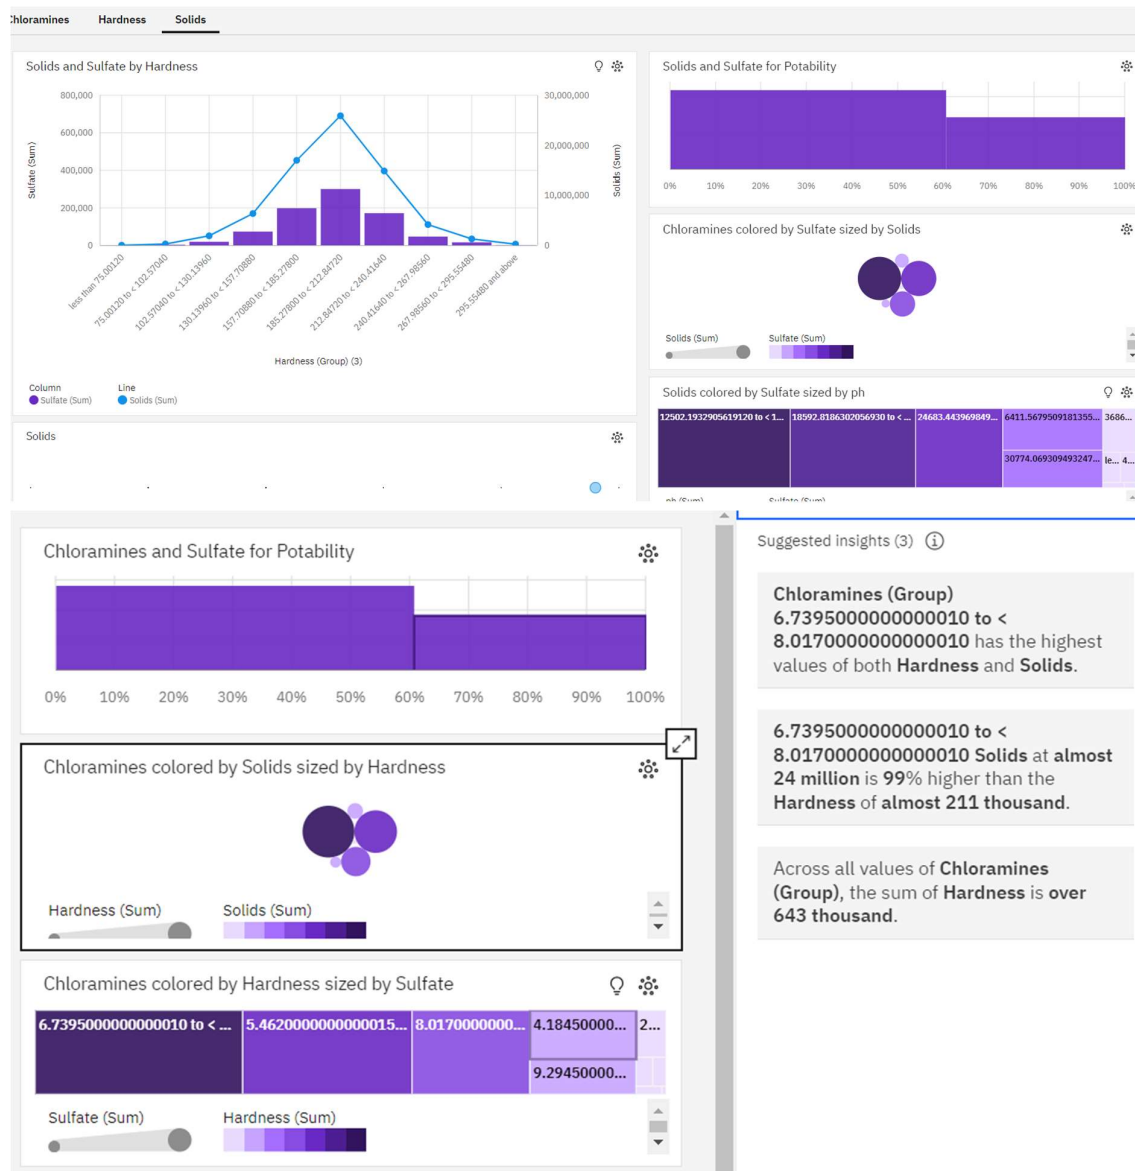 Chloramines Hardness Solids
Solids and Sulfate by Hardness
800,000
600,000
400,000
200,000
0
Sulfate (Sum)
30,000,000
20,000,000
10,000,000
0
Solids (Sum)
less than 75.00120
75.00120 to < 102.57040
102.57040 to < 130.13960
130.13960 to < 157.70880
157.70880 to < 185.27800
185.27800 to < 212.84720
212.84720 to < 240.41640
240.41640 to < 267.98560
267.98560 to < 295.55480
295.55480 and above
Hardness (Group) (3)
Column Line
Sulfate (Sum) Solids (Sum)
Solids
Solids and Sulfate for Potability
0% 10% 20% 30% 40% 50% 60% 70% 80% 90% 100%
Chloramines colored by Sulfate sized by Solids
Solids (Sum) Sulfate (Sum)
Solids colored by Sulfate sized by ph
12502.1932905619120 to < 1... 18592.8186302056930 to < ... 24683.443969849... 6411.5679509181355... 3686...
30774.069309493247... le... 4...
ph (Sum) Sulfate (Sum)
Chloramines and Sulfate for Potability
0% 10% 20% 30% 40% 50% 60% 70% 80% 90% 100%
Chloramines colored by Solids sized by Hardness
Hardness (Sum) Solids (Sum)
Chloramines colored by Hardness sized by Sulfate
6.7395000000000010 to < ... 5.4620000000000015... 8.0170000000... 4.18450000... 2...
9.29450000...
Sulfate (Sum) Hardness (Sum)
Suggested insights (3)
Chloramines (Group)
6.7395000000000010 to <
8.0170000000000010 has the highest
values of both Hardness and Solids.
6.7395000000000010 to <
8.0170000000000010 Solids at almost
24 million is 99% higher than the
Hardness of almost 211 thousand.
Across all values of Chloramines
(Group), the sum of Hardness is over
643 thousand.